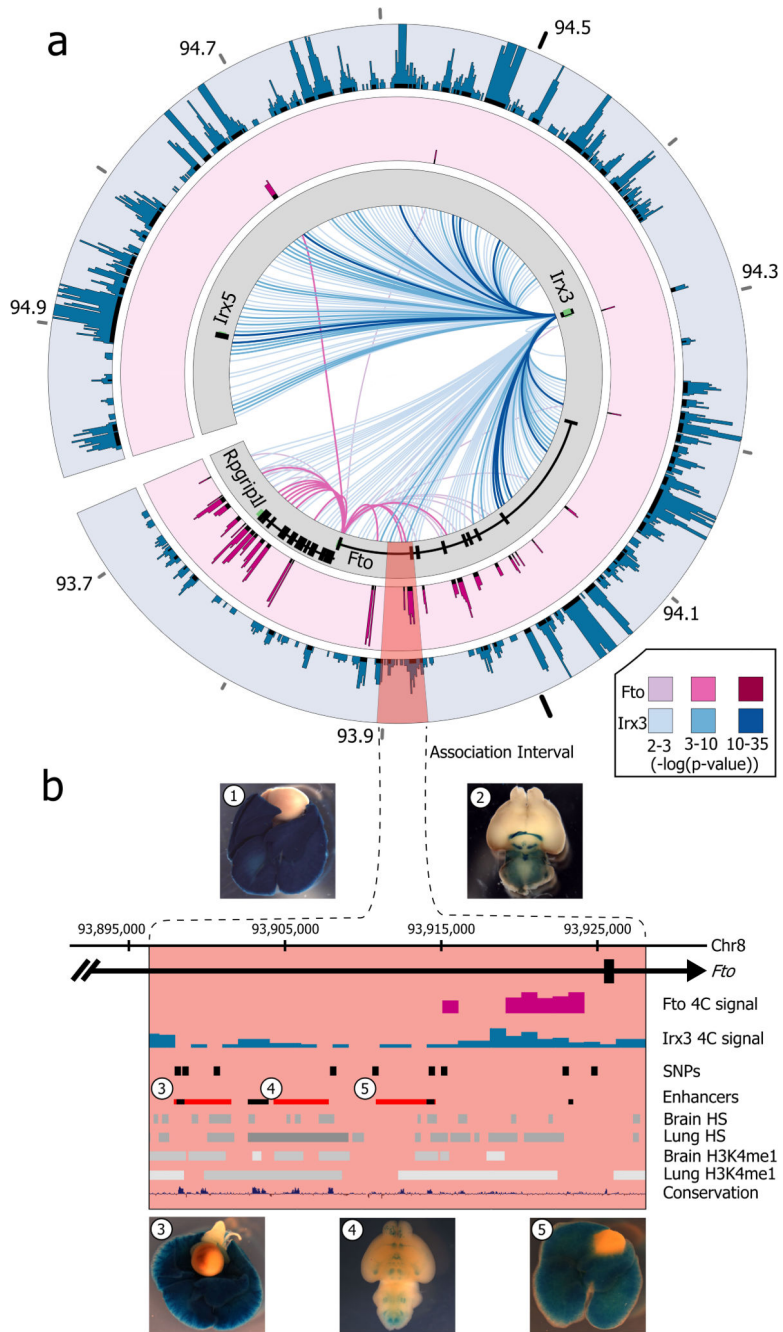 a
94.5
94.7
94.3
94.9
Irx3
Irx5
Rpgrip1l
Fto
93.7
94.1
93.9
Fto
Irx3
2-3 3-10 10-35
(-log(p-value))
Association Interval
b
1
2
93,895,000 93,905,000 93,915,000 93,925,000
Chr8
Fto
Fto 4C signal
Irx3 4C signal
SNPs
3 4 5
Enhancers
Brain HS
Lung HS
Brain H3K4me1
Lung H3K4me1
Conservation
3
4
5